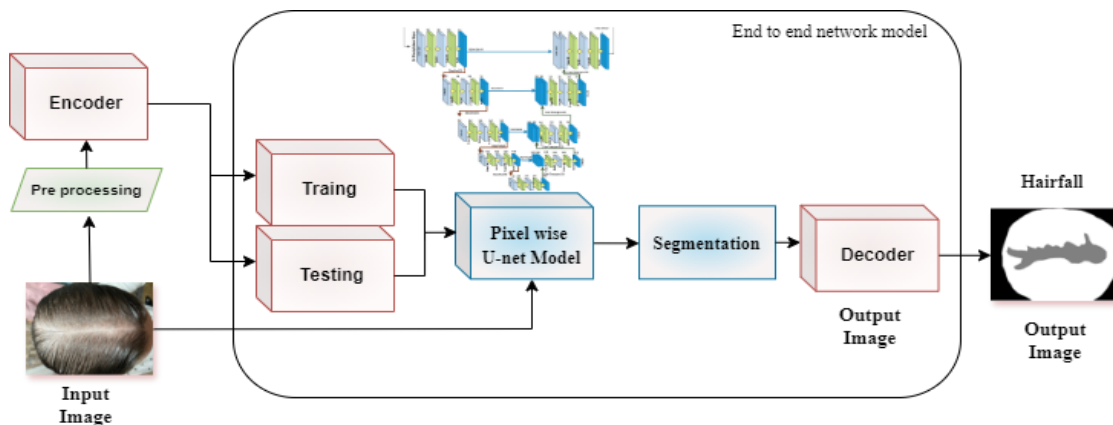 End to end network model
Encoder
Pre processing
Traing
Testing
Pixel wise
U-net Model
Segmentation
Decoder
Output
Image
Hairfall
Output
Image
Input
Image